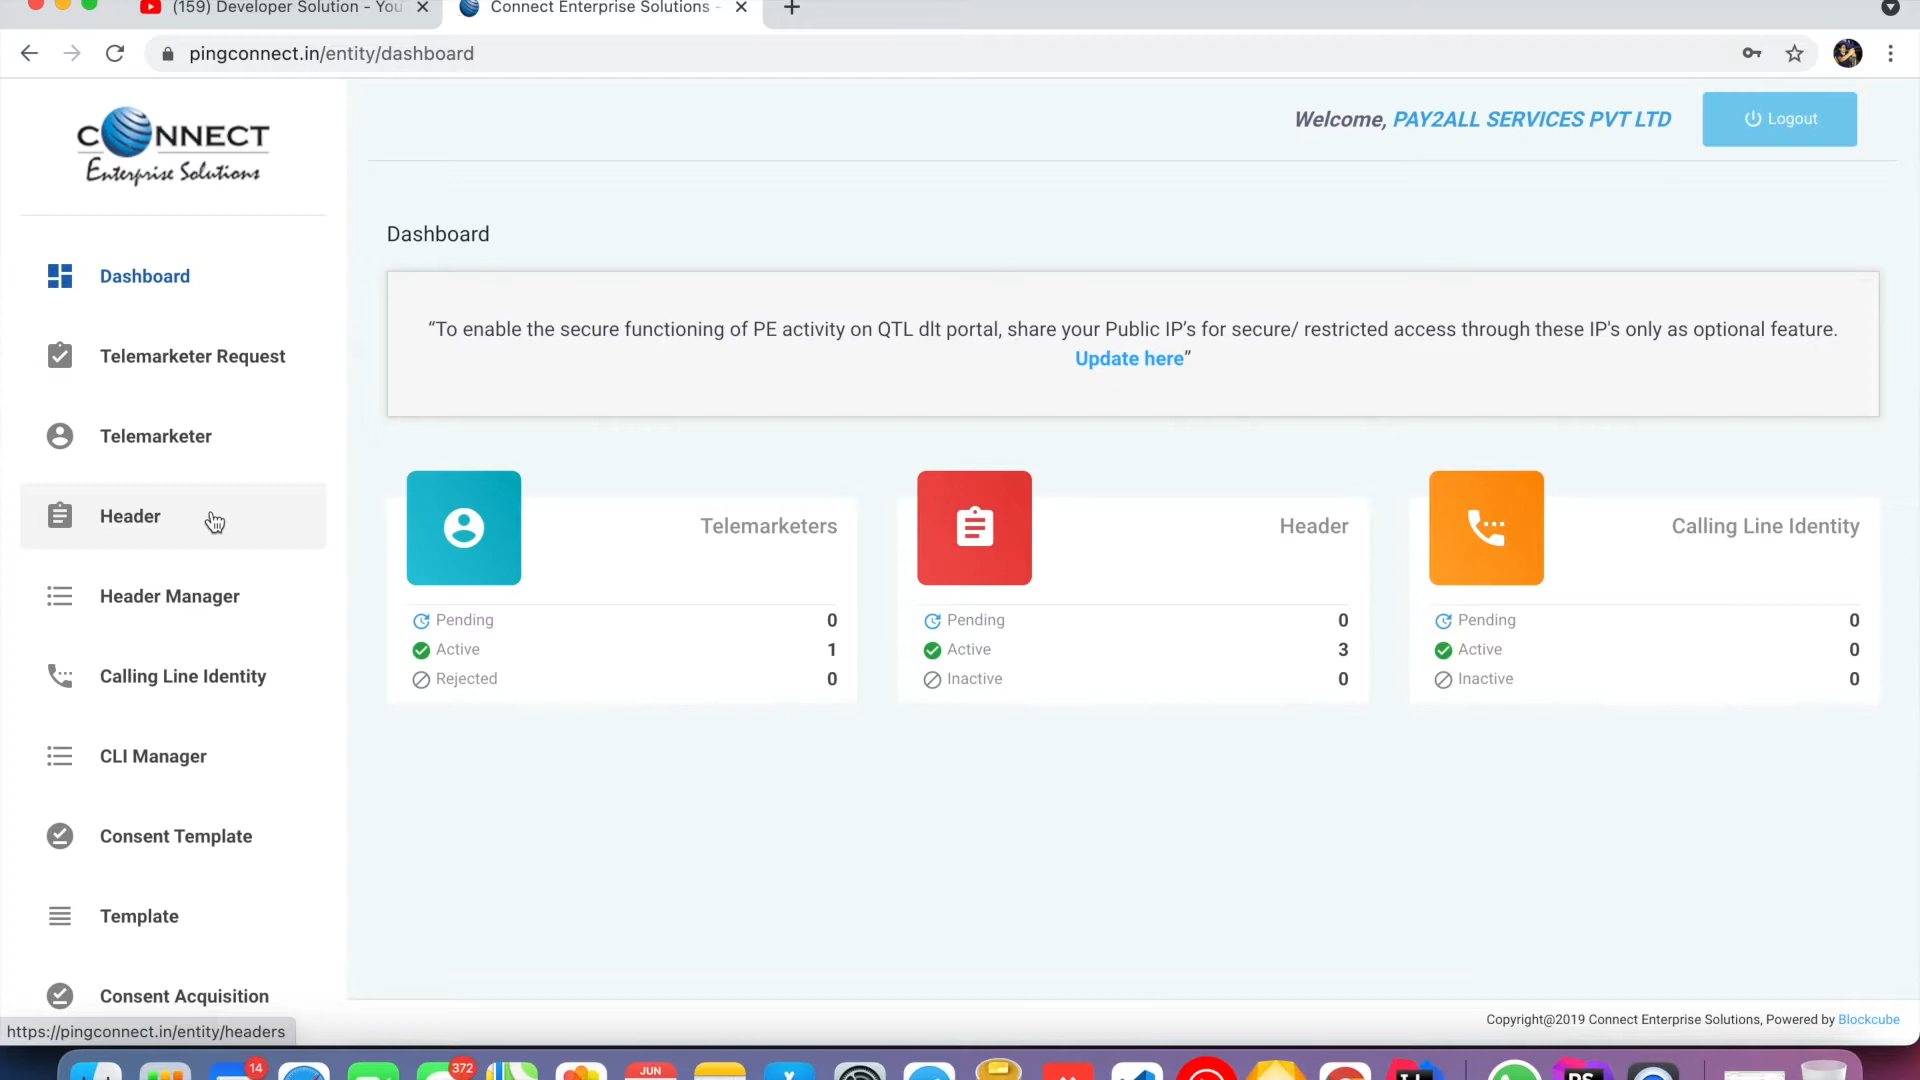 (159) Developer Solution - You
Connect Enterprise Solutions -
pingconnect.in/entity/dashboard
CONNECT
Enterprise Solutions
Welcome, PAY2ALL SERVICES PVT LTD
Logout
Dashboard
Telemarketer Request
Telemarketer
Header
Header Manager
Calling Line Identity
CLI Manager
Consent Template
Template
Consent Acquisition
https://pingconnect.in/entity/headers
Dashboard
“To enable the secure functioning of PE activity on QTL dlt portal, share your Public IP’s for secure/ restricted access through these IP's only as optional feature.
Update here”
Telemarketers
Pending 0
Active 1
Rejected 0
Header
Pending 0
Active 3
Inactive 0
Calling Line Identity
Pending 0
Active 0
Inactive 0
Copyright@2019 Connect Enterprise Solutions, Powered by Blockcube
14
372
JUN